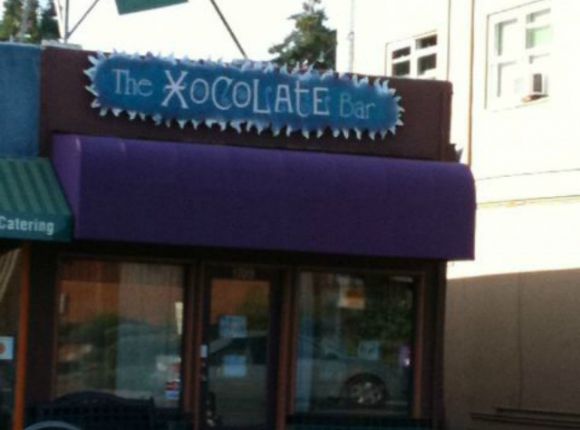 The XOCOLATE Bar
Catering